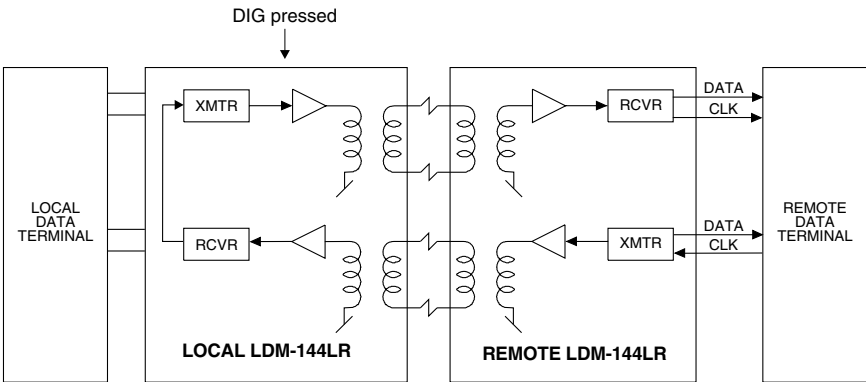 DIG pressed
XMTR
RCVR
DATA
CLK
LOCAL
DATA
TERMINAL
REMOTE
DATA
TERMINAL
RCVR
XMTR
DATA
CLK
LOCAL LDM-144LR
REMOTE LDM-144LR